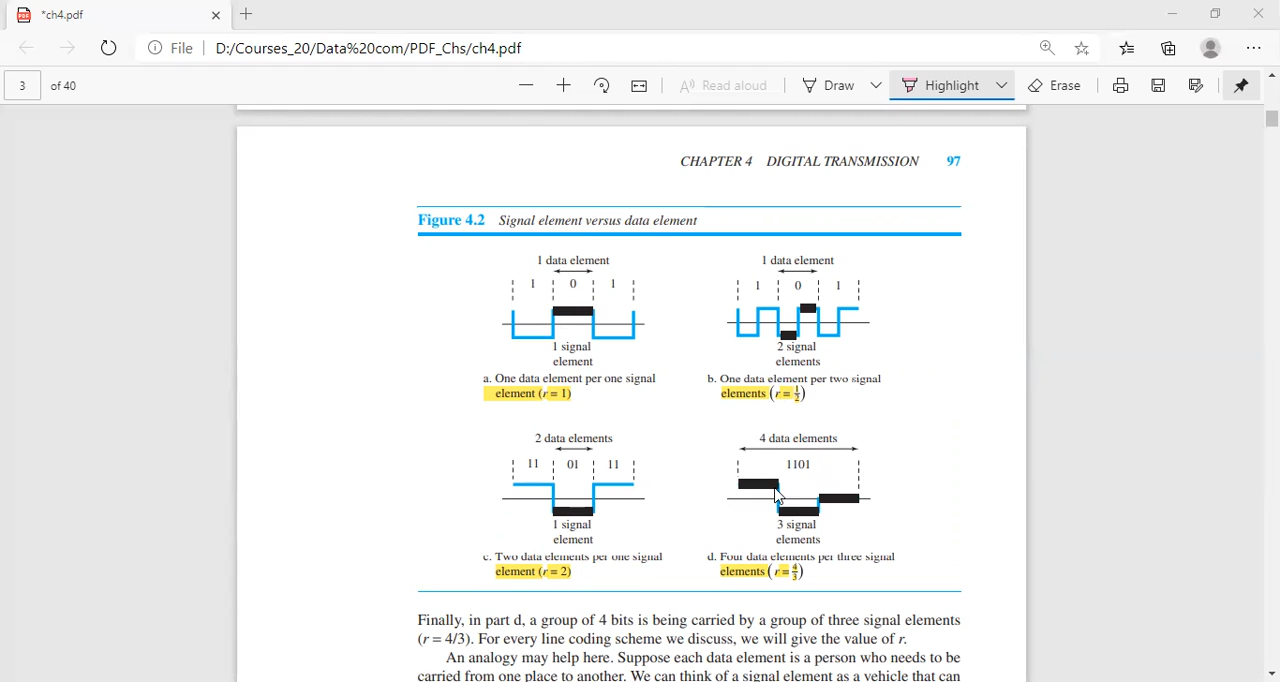 *ch4.pdf
File D:/Courses_20/Data%20com/PDF_Chs/ch4.pdf
3 of 40
Read aloud Draw Highlight Erase
CHAPTER 4 DIGITAL TRANSMISSION 97
Figure 4.2 Signal element versus data element
1 data element
1 0 1
1 signal
element
a. One data element per one signal
element (r = 1)
1 data element
1 0 1
2 signal
elements
b. One data element per two signal
elements (r = 1/2)
2 data elements
11 01 11
1 signal
element
c. Two data elements per one signal
element (r = 2)
4 data elements
1101
3 signal
elements
d. Four data elements per three signal
elements (r = 4/3)
Finally, in part d, a group of 4 bits is being carried by a group of three signal elements
(r = 4/3). For every line coding scheme we discuss, we will give the value of r.
An analogy may help here. Suppose each data element is a person who needs to be
carried from one place to another. We can think of a signal element as a vehicle that can